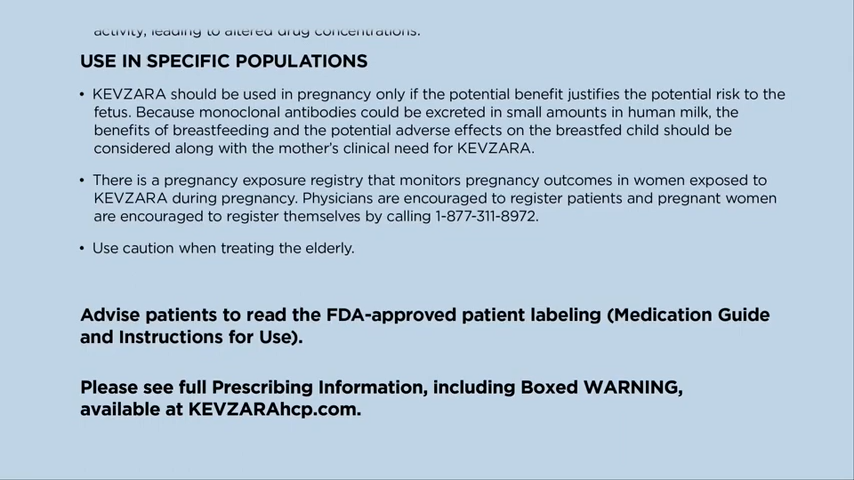 activity, leading to altered drug concentrations.
USE IN SPECIFIC POPULATIONS
• KEVZARA should be used in pregnancy only if the potential benefit justifies the potential risk to the
fetus. Because monoclonal antibodies could be excreted in small amounts in human milk, the
benefits of breastfeeding and the potential adverse effects on the breastfed child should be
considered along with the mother's clinical need for KEVZARA.
• There is a pregnancy exposure registry that monitors pregnancy outcomes in women exposed to
KEVZARA during pregnancy. Physicians are encouraged to register patients and pregnant women
are encouraged to register themselves by calling 1-877-311-8972.
• Use caution when treating the elderly.
Advise patients to read the FDA-approved patient labeling (Medication Guide
and Instructions for Use).
Please see full Prescribing Information, including Boxed WARNING,
available at KEVZARAhcp.com.